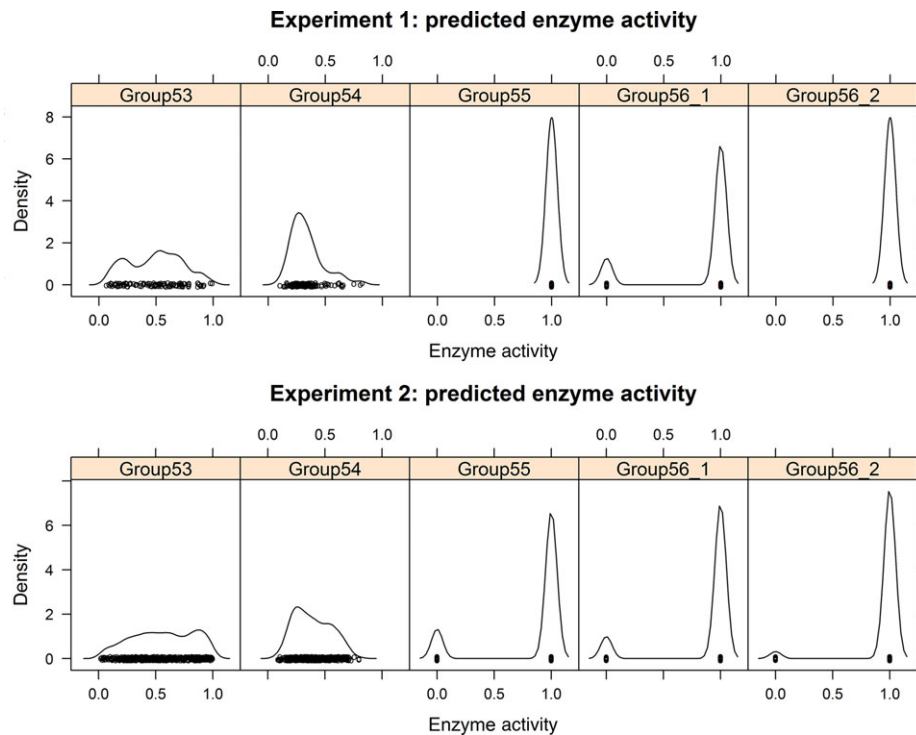 Experiment 1: predicted enzyme activity
0.0 0.5 1.0 0.0 0.5 1.0
Group53 Group54 Group55 Group56_1 Group56_2
8
6
4
2
0
Density
0.0 0.5 1.0 0.0 0.5 1.0 0.0 0.5 1.0
Enzyme activity
Experiment 2: predicted enzyme activity
0.0 0.5 1.0 0.0 0.5 1.0
Group53 Group54 Group55 Group56_1 Group56_2
6
4
2
0
Density
0.0 0.5 1.0 0.0 0.5 1.0 0.0 0.5 1.0
Enzyme activity